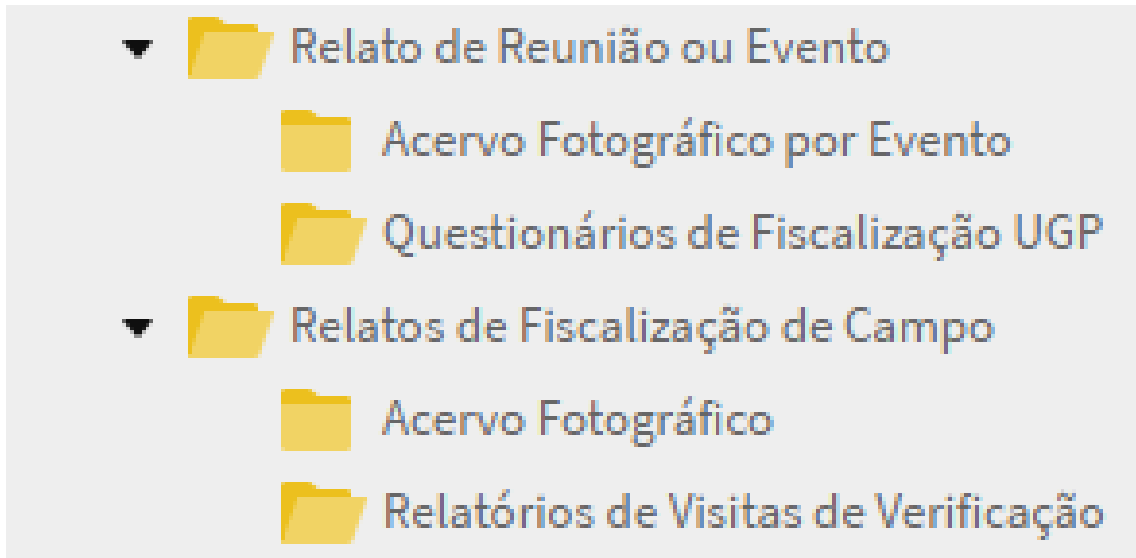 Relato de Reunião ou Evento
Acervo Fotográfico por Evento
Questionários de Fiscalização UGP
Relatos de Fiscalização de Campo
Acervo Fotográfico
Relatórios de Visitas de Verificação